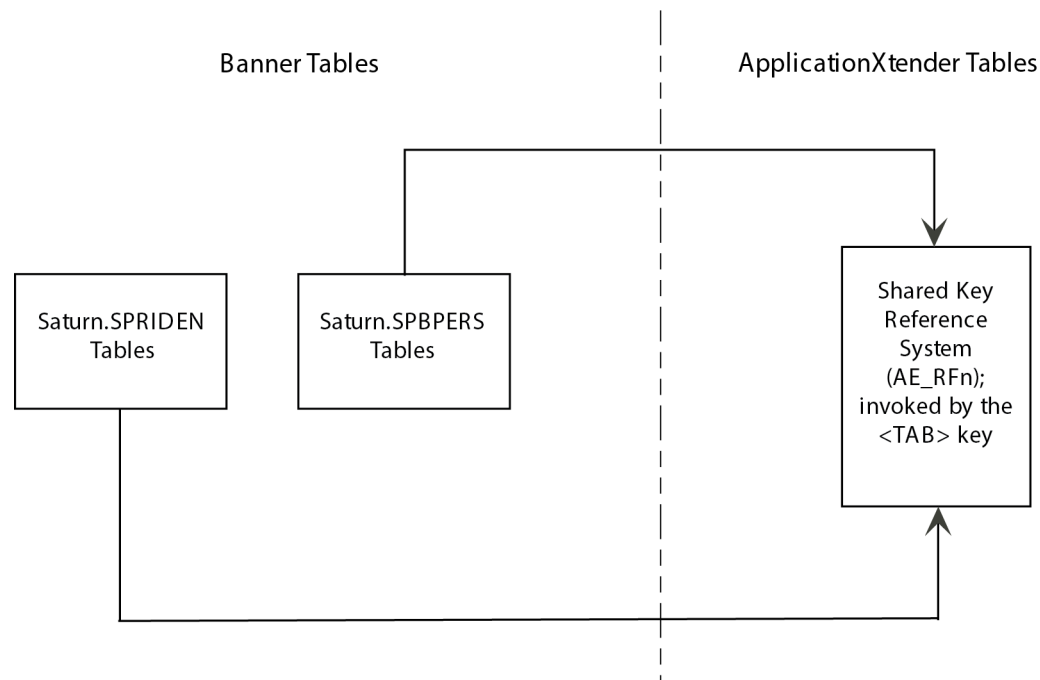 Banner Tables
ApplicationXtender Tables
Saturn.SPRIDEN
Tables
Saturn.SPBPERS
Tables
Shared Key
Reference
System
(AE_RFn);
invoked by the
<TAB> key